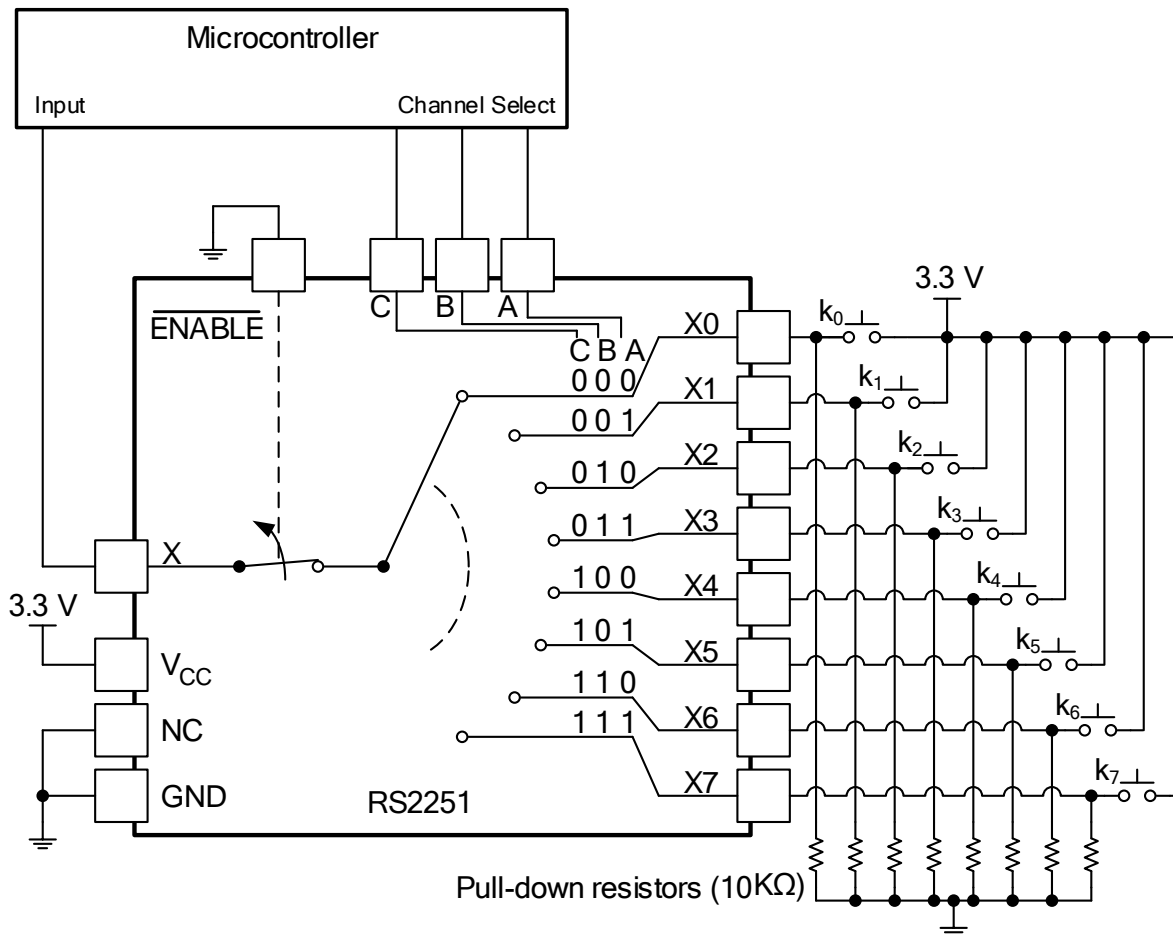 Microcontroller
Input
Channel Select
3.3 V
ENABLE
C
B
A
C B A
X0
k0
0 0 0
X1
k1
0 0 1
X2
k2
0 1 0
X3
k3
0 1 1
X
X4
k4
1 0 0
3.3 V
X5
k5
1 0 1
VCC
X6
k6
1 1 0
NC
1 1 1
X7
k7
GND
RS2251
Pull-down resistors (10KΩ)